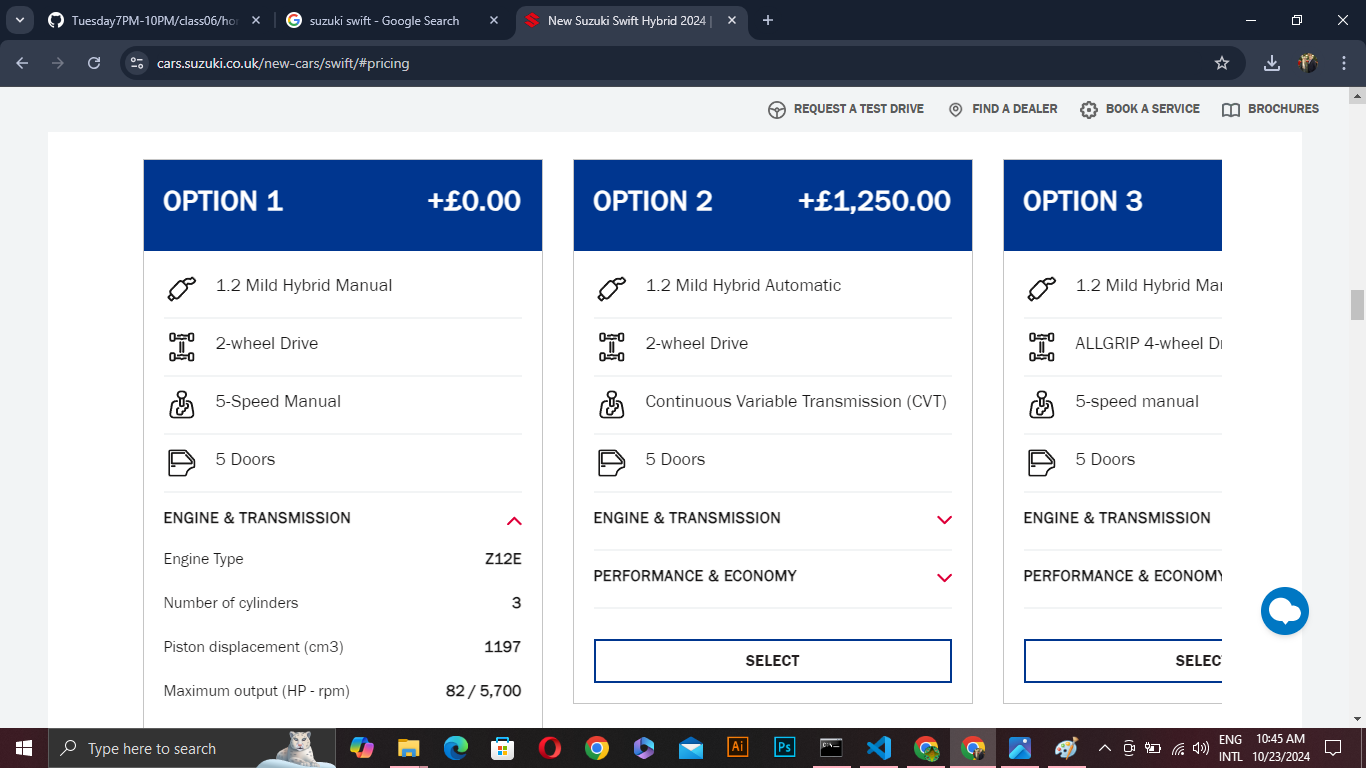 Tuesday7PM-10PM/class06/ho
suzuki swift - Google Search
New Suzuki Swift Hybrid 2024 |
cars.suzuki.co.uk/new-cars/swift/#pricing
REQUEST A TEST DRIVE
FIND A DEALER
BOOK A SERVICE
BROCHURES
OPTION 1
+£0.00
1.2 Mild Hybrid Manual
2-wheel Drive
5-Speed Manual
5 Doors
ENGINE & TRANSMISSION
Engine Type
Z12E
Number of cylinders
3
Piston displacement (cm3)
1197
Maximum output (HP - rpm)
82 / 5,700
OPTION 2
+£1,250.00
1.2 Mild Hybrid Automatic
2-wheel Drive
Continuous Variable Transmission (CVT)
5 Doors
ENGINE & TRANSMISSION
PERFORMANCE & ECONOMY
SELECT
OPTION 3
1.2 Mild Hybrid Mar
ALLGRIP 4-wheel Dr
5-speed manual
5 Doors
ENGINE & TRANSMISSION
PERFORMANCE & ECONOMY
SELEC
Type here to search
Ai
Ps
ENG
INTL
10:45 AM
10/23/2024